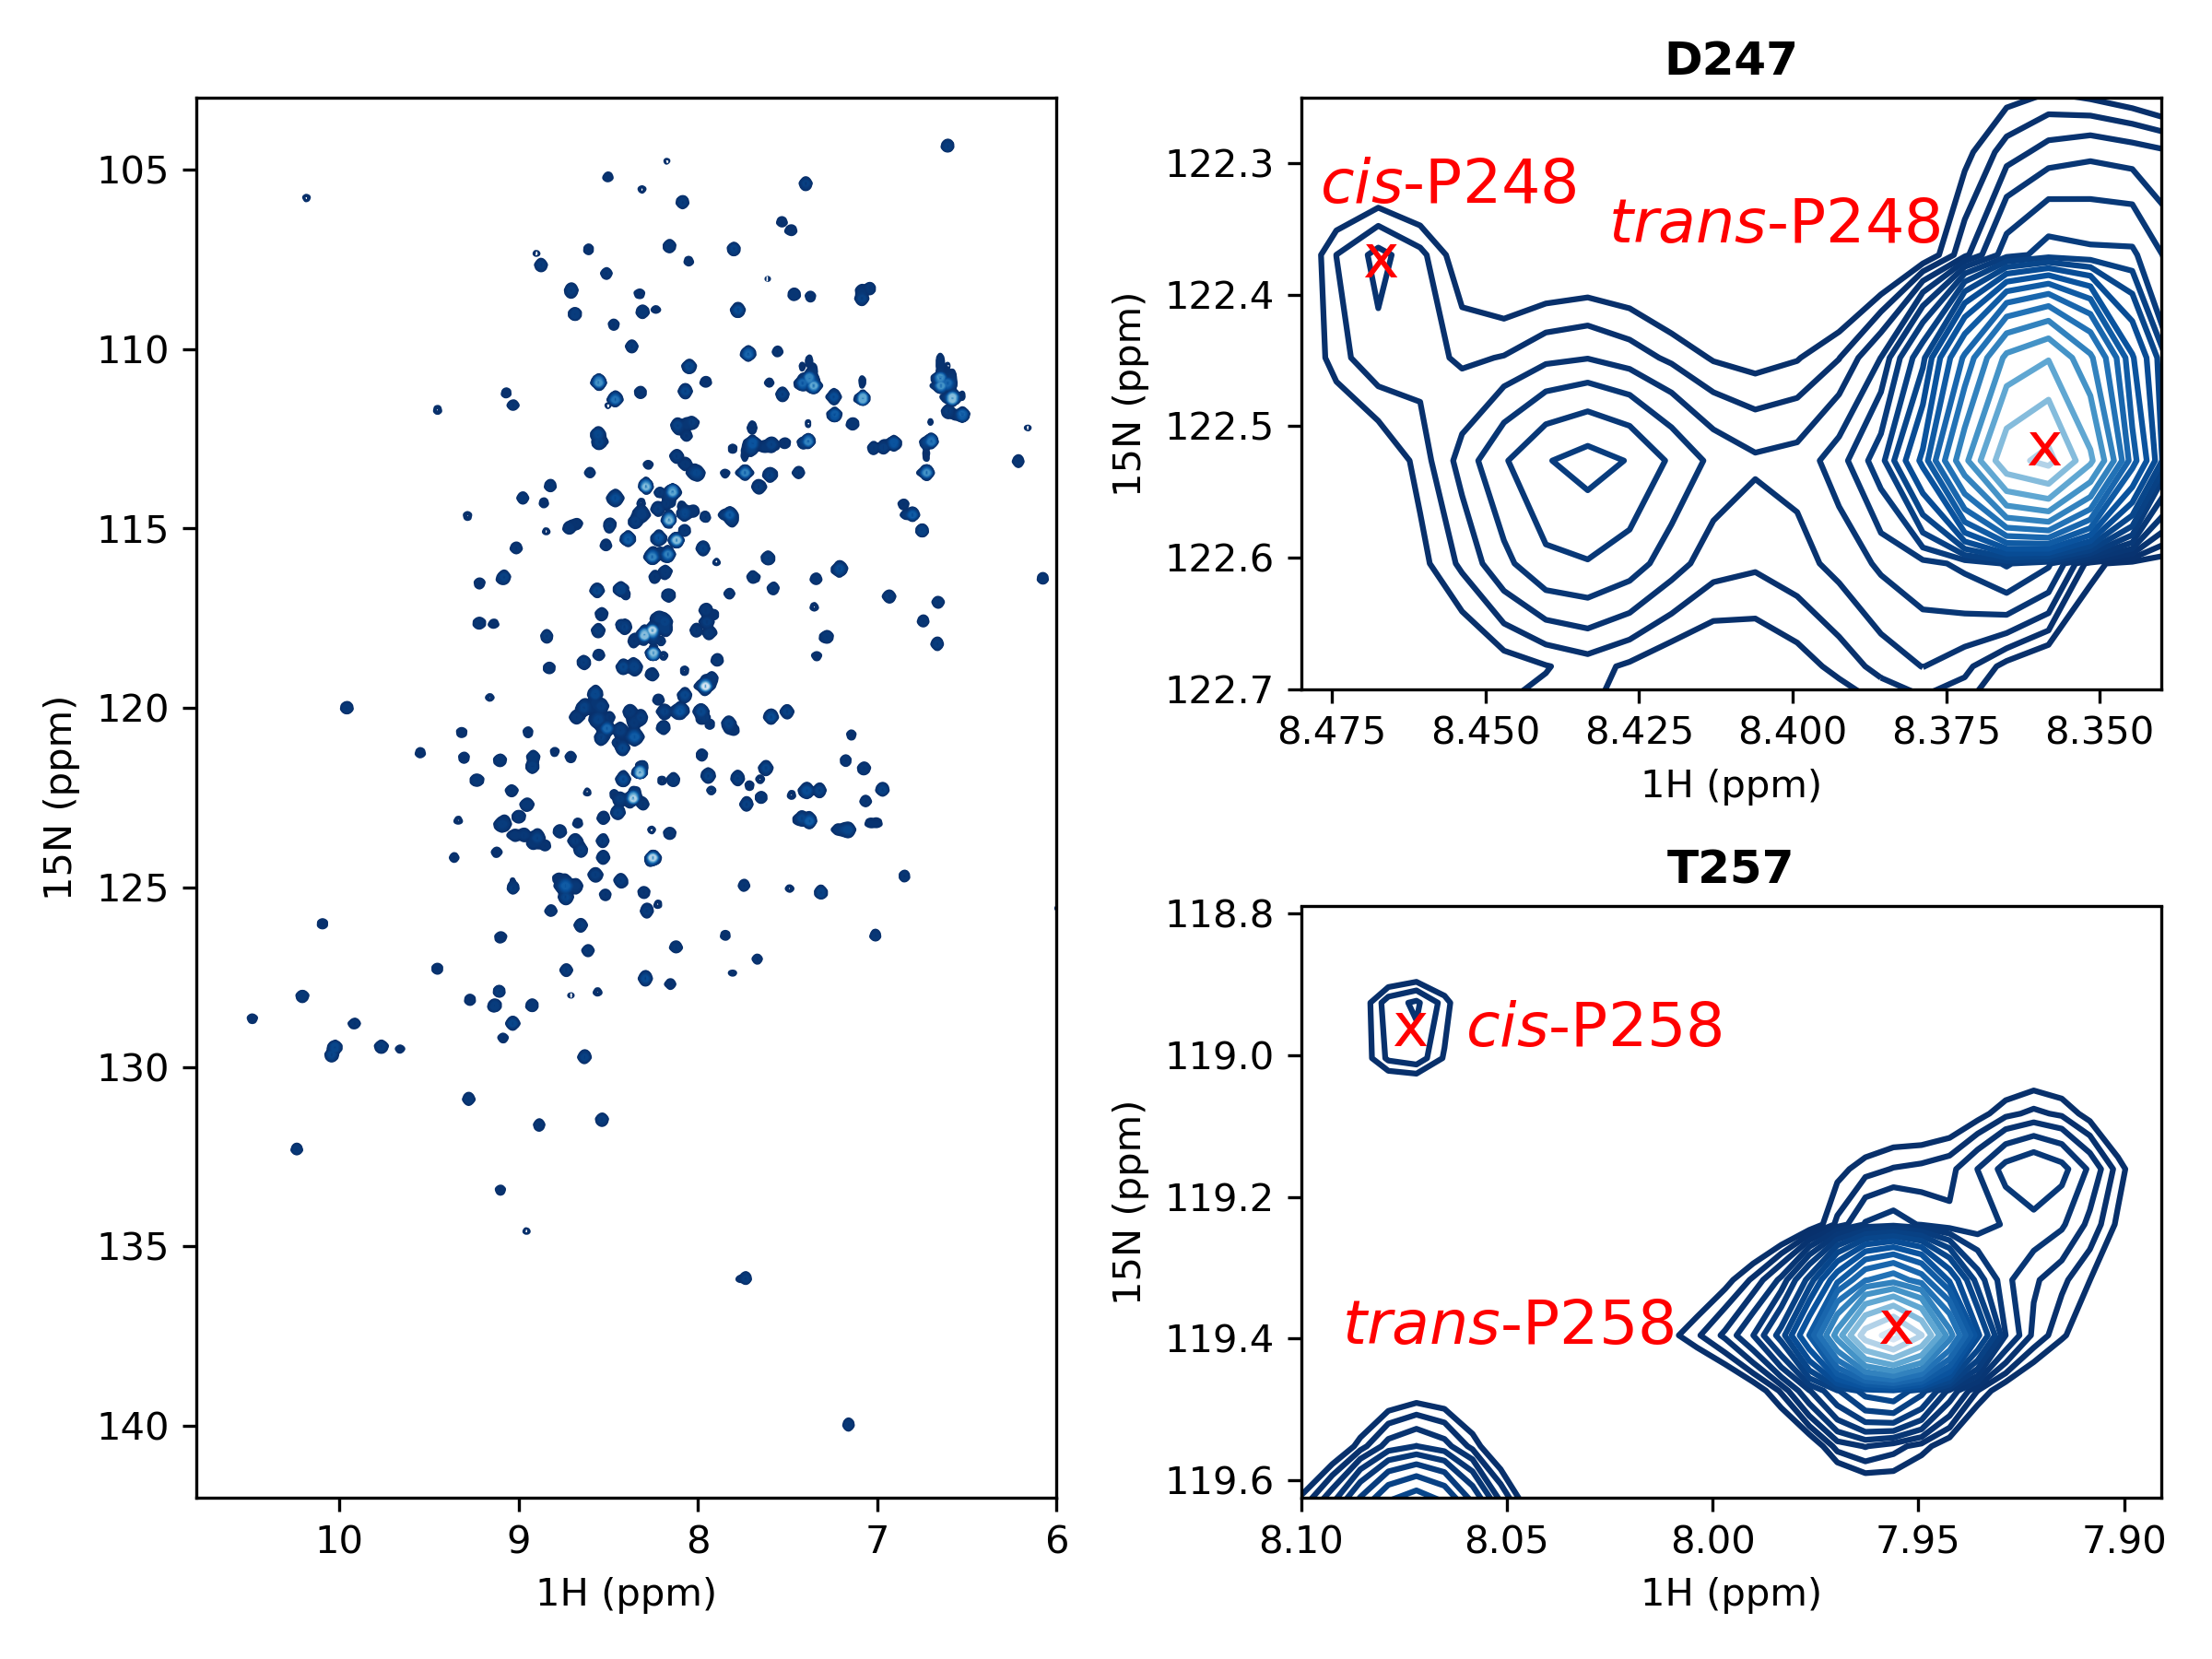 105
110
115
120
125
130
135
140
15N (ppm)
10
9
8
7
6
1H (ppm)
D247
cis-P248
trans-P248
x
x
122.3
122.4
122.5
122.6
122.7
15N (ppm)
8.475
8.450
8.425
8.400
8.375
8.350
1H (ppm)
T257
x
cis-P258
trans-P258
x
118.8
119.0
119.2
119.4
119.6
15N (ppm)
8.10
8.05
8.00
7.95
7.90
1H (ppm)